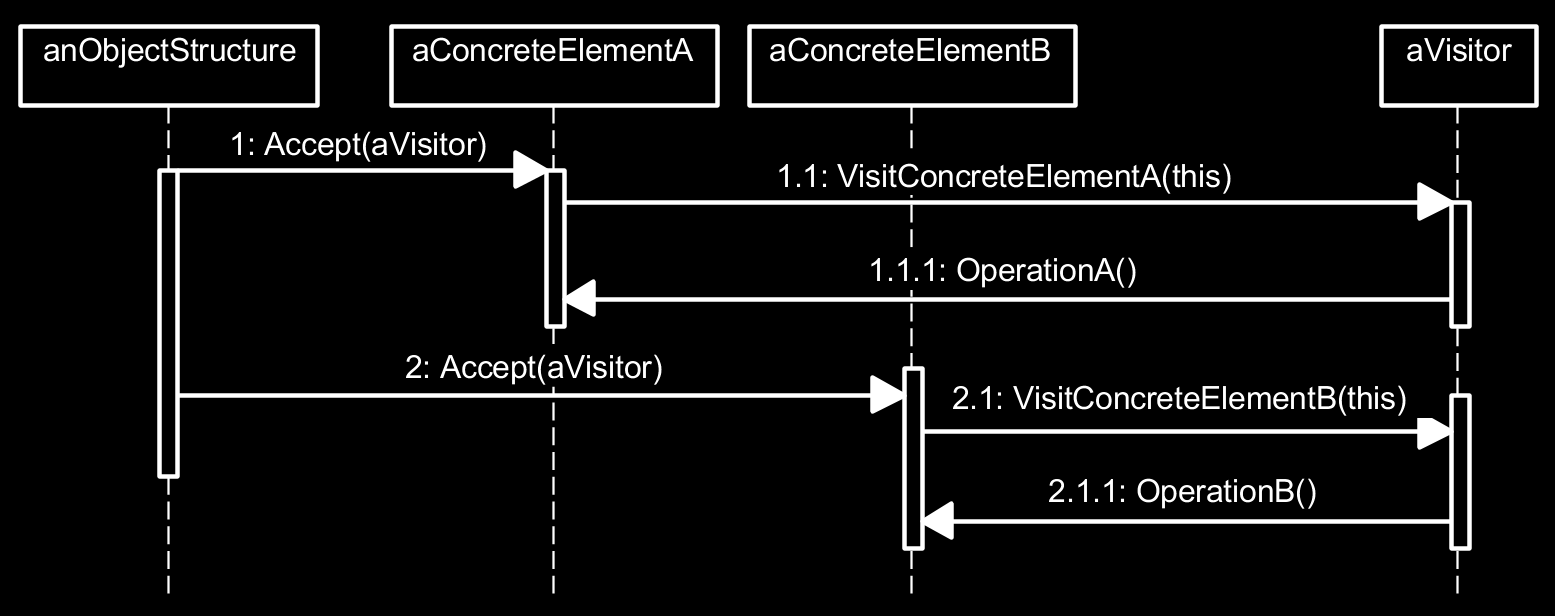 anObjectStructure
aConcreteElementA
aConcreteElementB
aVisitor
1: Accept(aVisitor)
1.1: VisitConcreteElementA(this)
1.1.1: OperationA()
2: Accept(aVisitor)
2.1: VisitConcreteElementB(this)
2.1.1: OperationB()